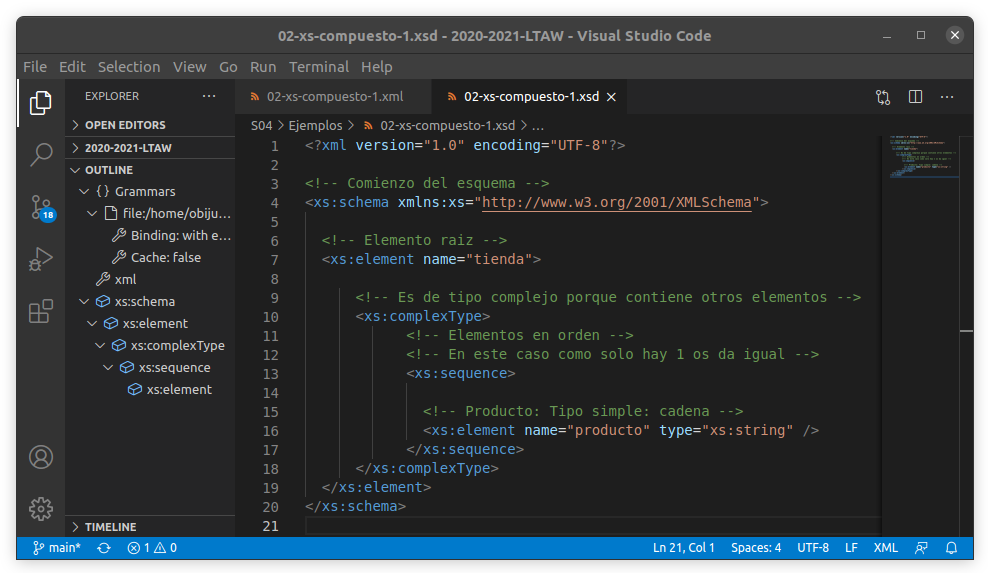 02-xs-compuesto-1.xsd - 2020-2021-LTAW - Visual Studio Code
File Edit Selection View Go Run Terminal Help
EXPLORER
OPEN EDITORS
2020-2021-LTAW
OUTLINE
{} Grammars
file:/home/obiju...
Binding: with e...
Cache: false
xml
xs:schema
xs:element
xs:complexType
xs:sequence
xs:element
TIMELINE
18
02-xs-compuesto-1.xml
02-xs-compuesto-1.xsd
S04 > Ejemplos > 02-xs-compuesto-1.xsd > ...
1 <?xml version="1.0" encoding="UTF-8"?>
2
3 <!-- Comienzo del esquema -->
4 <xs:schema xmlns:xs="http://www.w3.org/2001/XMLSchema">
5
6 <!-- Elemento raiz -->
7 <xs:element name="tienda">
8
9 <!-- Es de tipo complejo porque contiene otros elementos -->
10 <xs:complexType>
11 <!-- Elementos en orden -->
12 <!-- En este caso como solo hay 1 os da igual -->
13 <xs:sequence>
14
15 <!-- Producto: Tipo simple: cadena -->
16 <xs:element name="producto" type="xs:string" />
17 </xs:sequence>
18 </xs:complexType>
19 </xs:element>
20 </xs:schema>
21
main* 1 0 Ln 21, Col 1 Spaces: 4 UTF-8 LF XML